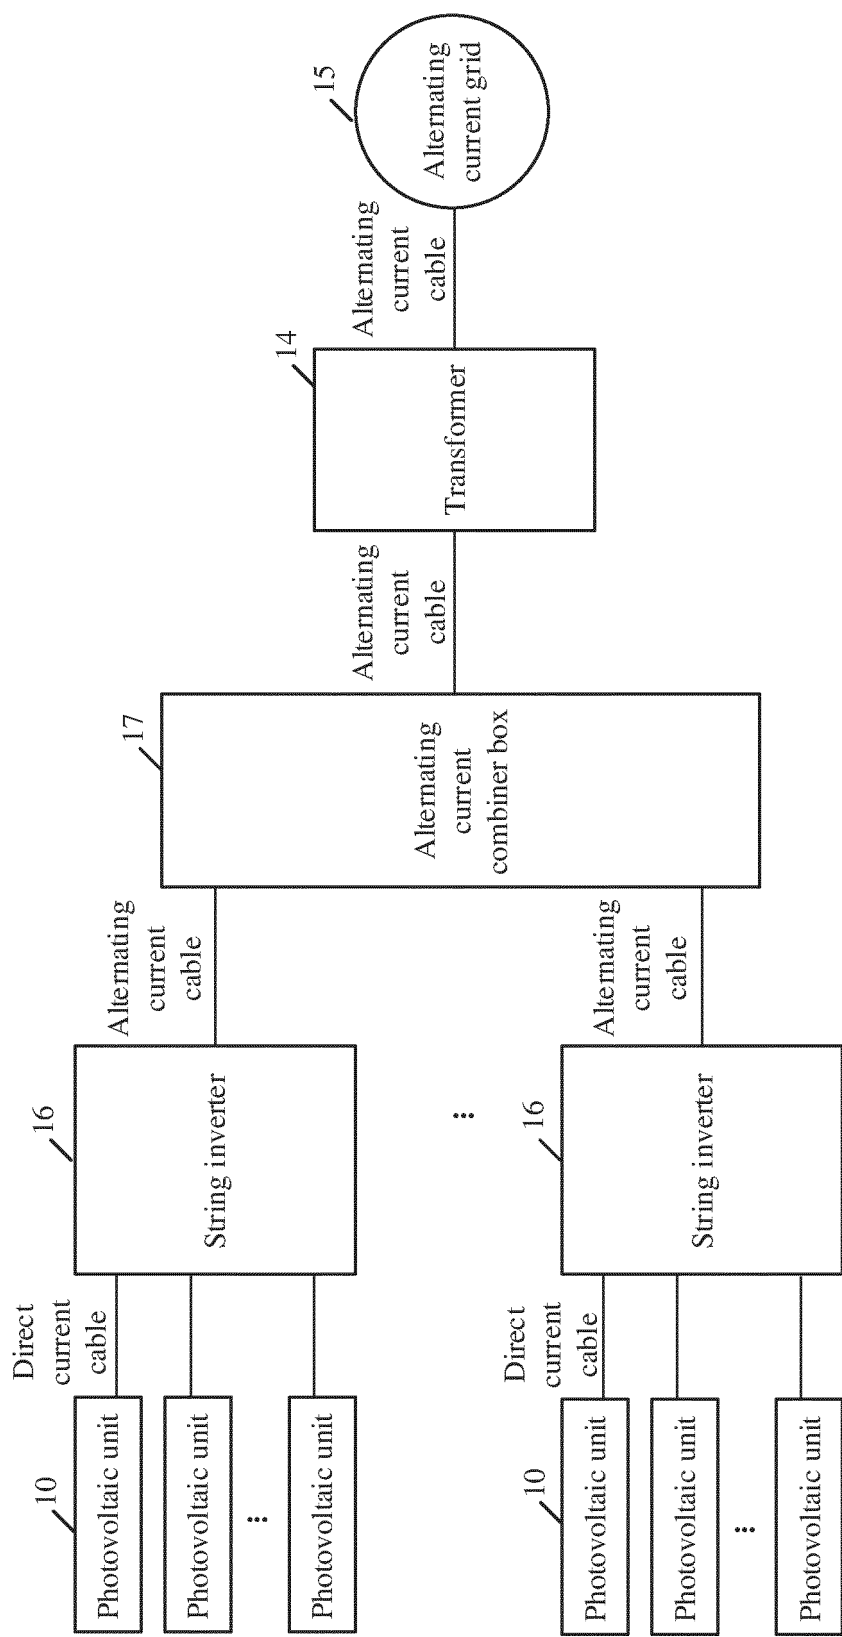 10
Photovoltaic unit
Photovoltaic unit
...
Photovoltaic unit
Direct
current
cable
16
String inverter
Alternating
current
cable
...
10
Photovoltaic unit
Photovoltaic unit
...
Photovoltaic unit
Direct
current
cable
16
String inverter
Alternating
current
cable
17
Alternating
current
combiner box
Alternating
current
cable
14
Transformer
Alternating
current
cable
15
Alternating
current grid